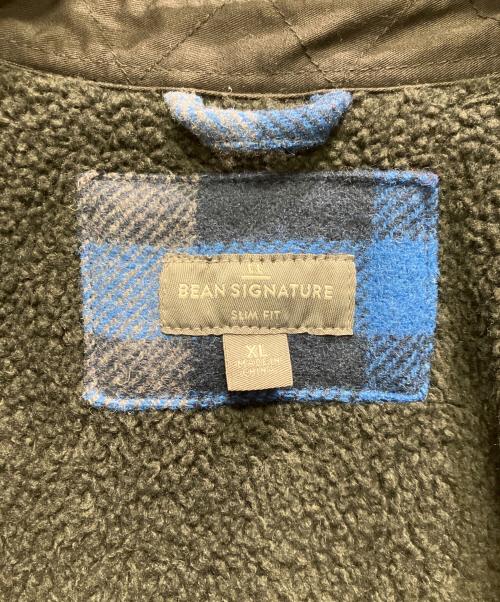 LL
BEAN SIGNATURE
SLIM FIT
XL
MADE IN
CHINA